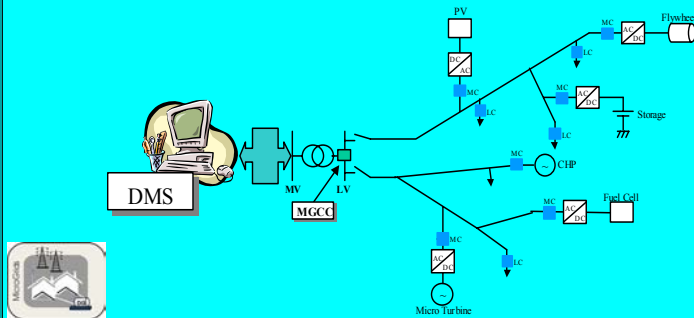 PV
Flywheel
MC
AC
DC
DC
AC
LC
MC
LC
MC
AC
DC
Storage
LC
DMS
MV
LV
MGCC
MC
CHP
~
Fuel Cell
MC
AC
DC
MC
AC
DC
LC
~
Micro Turbine
MicroGrids